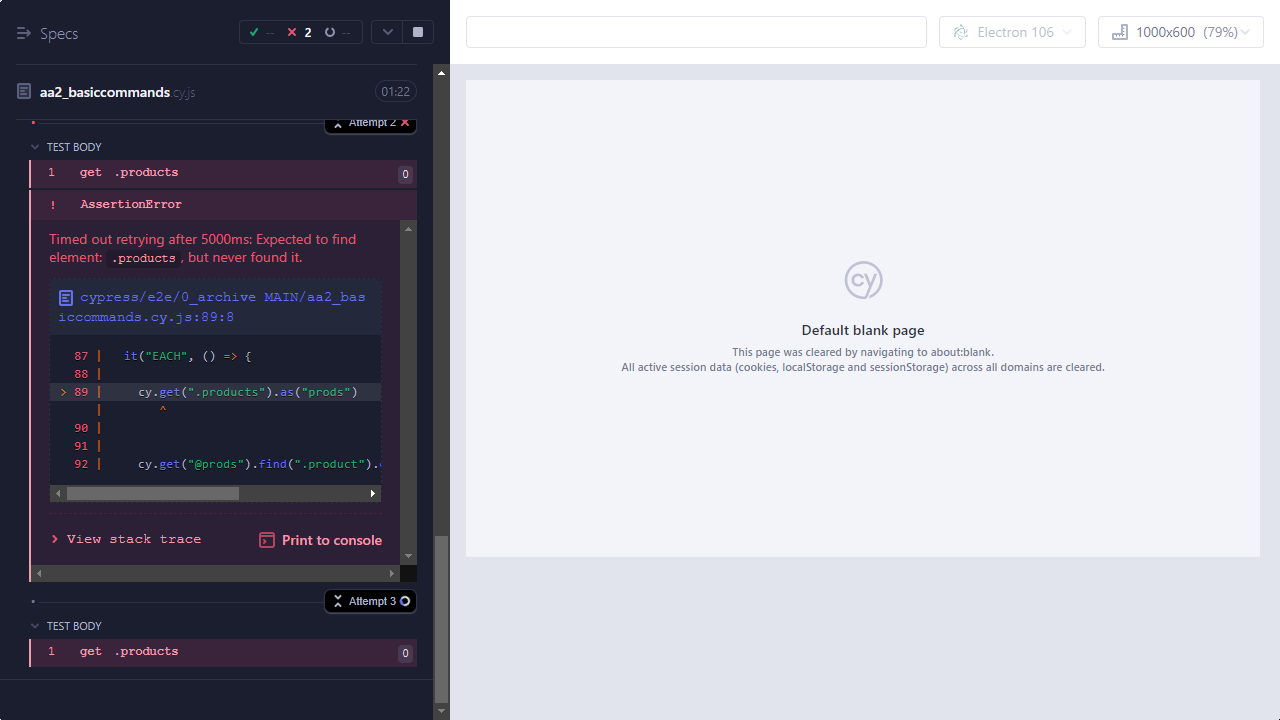 Specs
--
2
--
Electron 106
1000x600 (79%)
aa2_basiccommands.cy.js
01:22
Attempt 2
TEST BODY
1 get .products 0
! AssertionError
Timed out retrying after 5000ms: Expected to find
element: .products, but never found it.
cypress/e2e/0_archive MAIN/aa2_bas
iccommands.cy.js:89:8
87 | it("EACH", () => {
88 |
> 89 | cy.get(".products").as("prods")
| ^
90 |
91 |
92 | cy.get("@prods").find(".product").
View stack trace
Print to console
Attempt 3
TEST BODY
1 get .products 0
cy
Default blank page
This page was cleared by navigating to about:blank.
All active session data (cookies, localStorage and sessionStorage) across all domains are cleared.